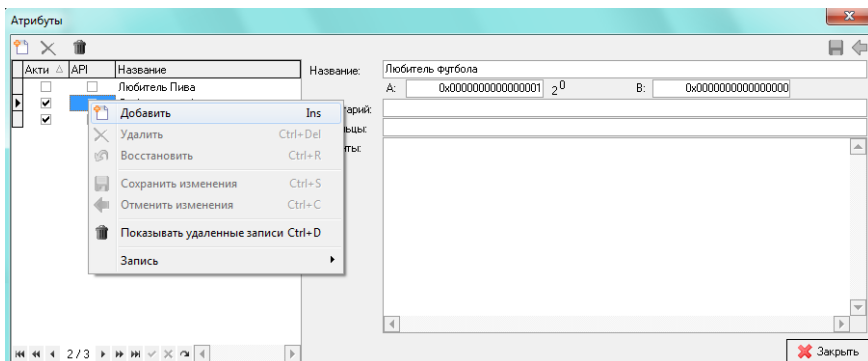 Атрибуты
Акти API Название
Любитель Пива
Название: Любитель Футбола
A: 0x0000000000000001 2^0 B: 0x0000000000000000
Добавить Ins
Удалить Ctrl+Del
Восстановить Ctrl+R
Сохранить изменения Ctrl+S
Отменить изменения Ctrl+C
Показывать удаленные записи Ctrl+D
Запись
2 / 3
Закрыть